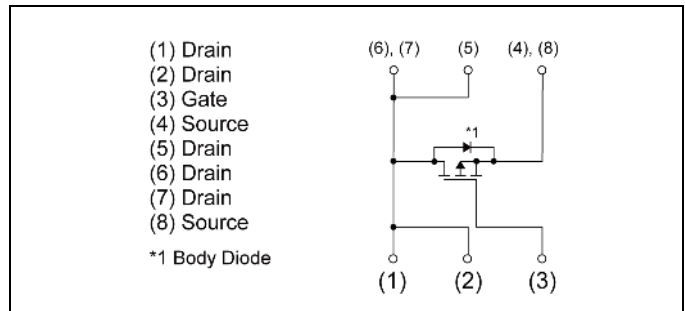 (1) Drain
(2) Drain
(3) Gate
(4) Source
(5) Drain
(6) Drain
(7) Drain
(8) Source
*1 Body Diode
(6), (7) (5) (4), (8)
*1
(1) (2) (3)